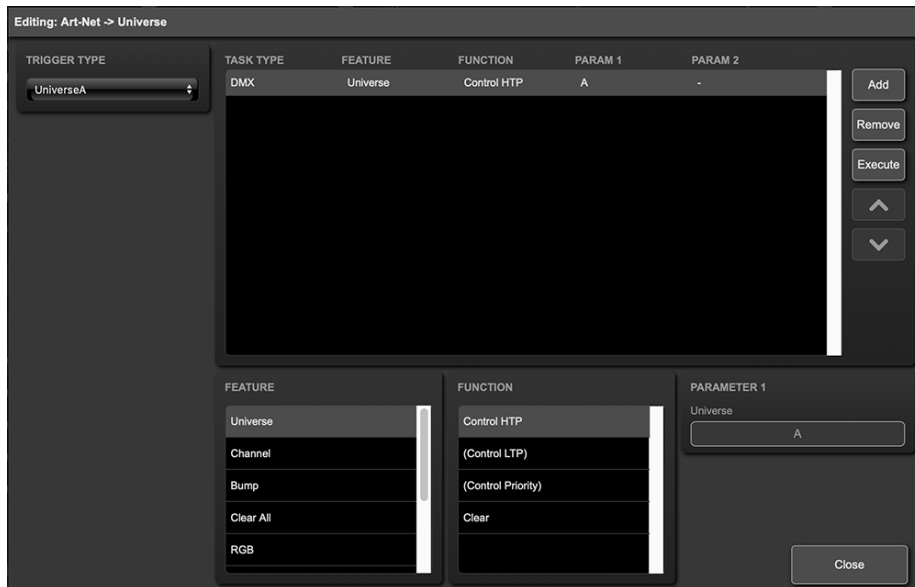 Editing: Art-Net -> Universe
TRIGGER TYPE
UniverseA
TASK TYPE FEATURE FUNCTION PARAM 1 PARAM 2
DMX Universe Control HTP A -
Add
Remove
Execute
FEATURE
Universe
Channel
Bump
Clear All
RGB
FUNCTION
Control HTP
(Control LTP)
(Control Priority)
Clear
PARAMETER 1
Universe
A
Close